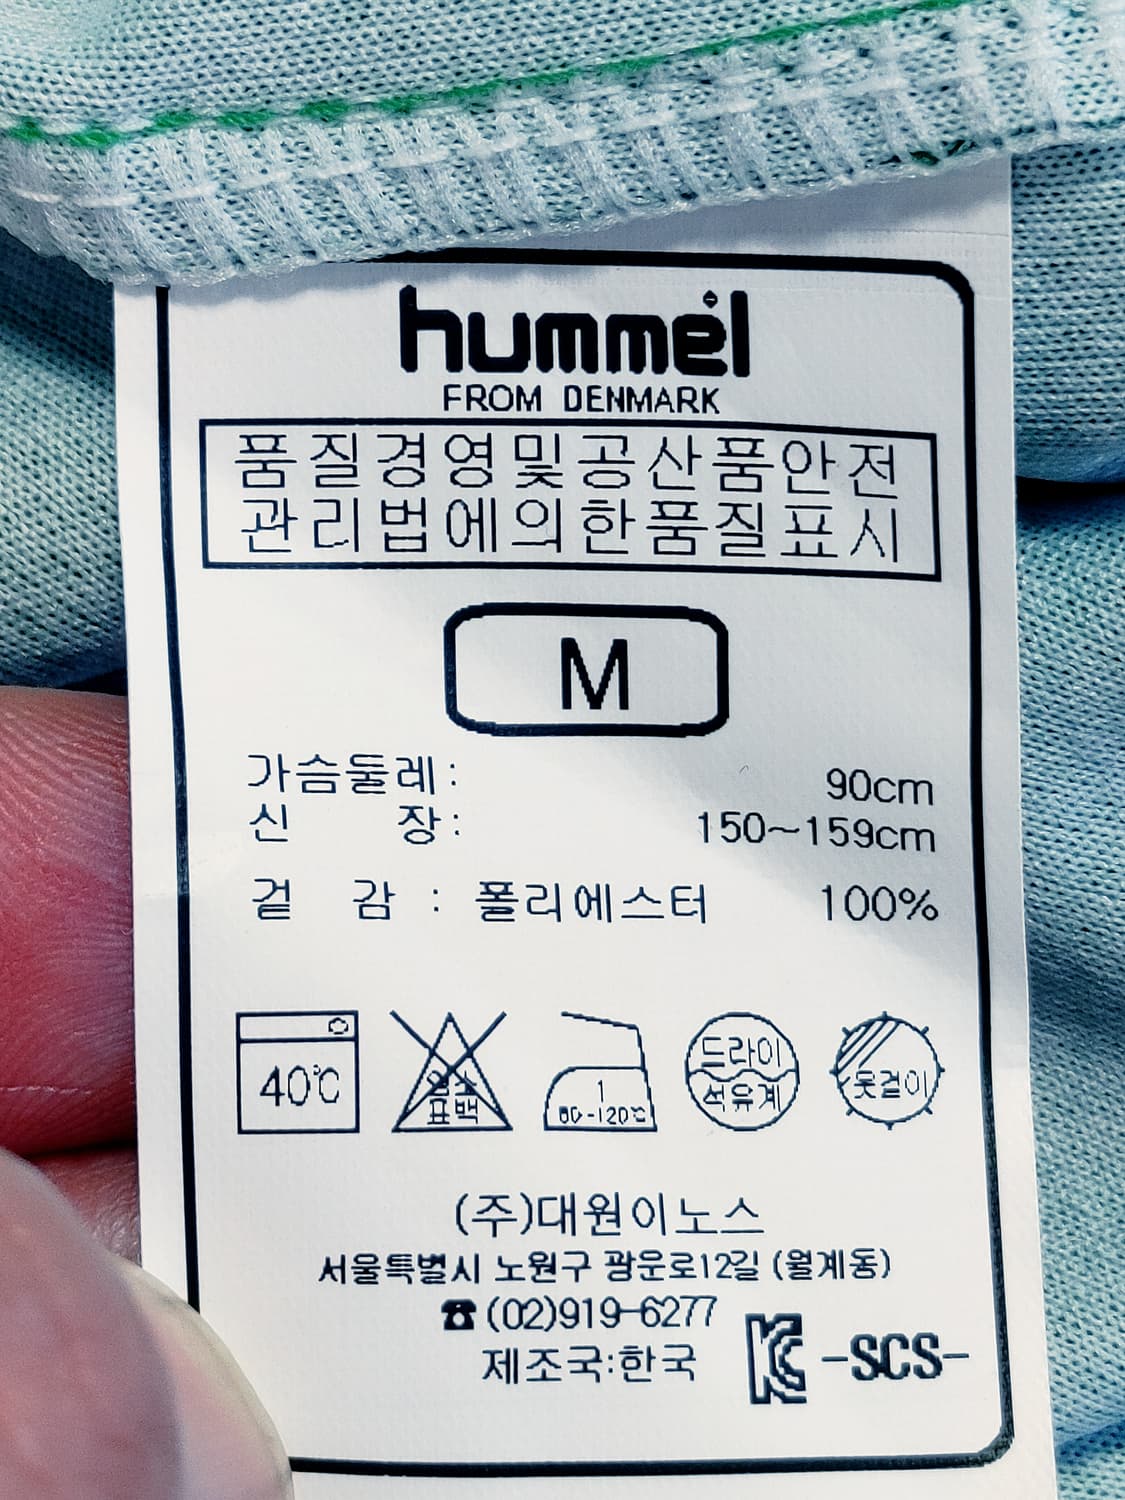 hummel
FROM DENMARK
품질경영및공산품안전
관리법에의한품질표시
M
가슴둘레: 90cm
신 장: 150~159cm
겉 감 : 폴리에스터 100%
40℃
염소
표백
1
80-120℃
드라이
석유계
옷걸이
(주)대원이노스
서울특별시 노원구 광운로12길 (월계동)
☎(02)919-6277
제조국:한국
-SCS-